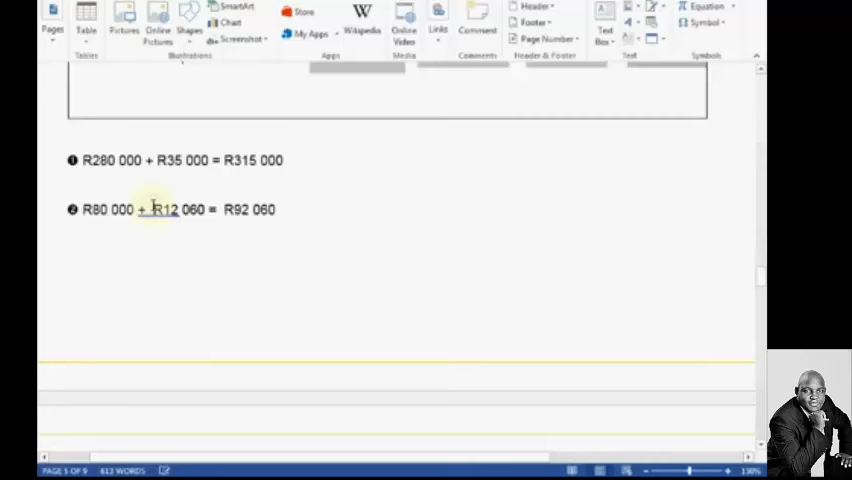 SmartArt
Store
Header
Equation
Pages
Table
Pictures
Online Pictures
Shapes
Chart
Screenshot
My Apps
Wikipedia
Online Video
Links
Comment
Footer
Page Number
Text Box
Symbol
Tables
Illustrations
Apps
Media
Comments
Header & Footer
Text
Symbols
❶ R280 000 + R35 000 = R315 000
❷ R80 000 + R12 060 = R92 060
PAGE 5 OF 9 613 WORDS
130%